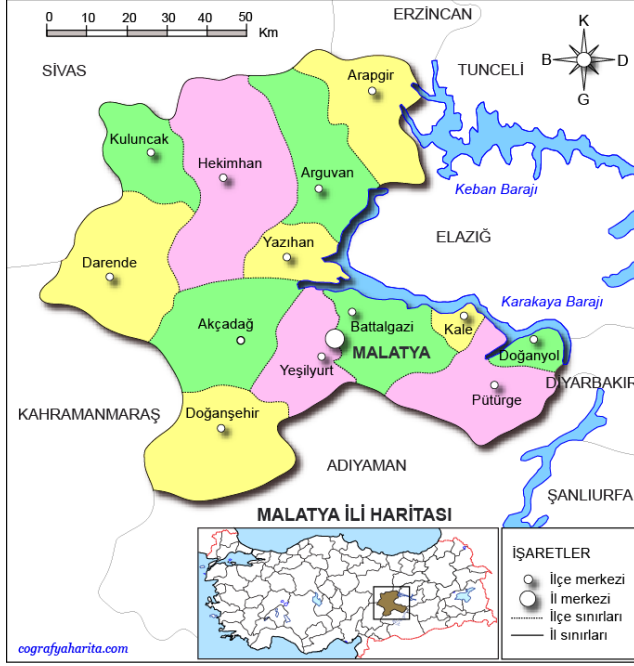 0 10 20 30 40 50
Km
ERZİNCAN
K
B D
G
SİVAS
TUNCELİ
Arapgir
Kuluncak
Hekimhan
Arguvan
Keban Barajı
ELAZIĞ
Yazıhan
Darende
Karakaya Barajı
Akçadağ
Battalgazi
Kale
MALATYA
Doğanyol
Yeşilyurt
DİYARBAKIR
Pütürge
KAHRAMANMARAŞ
Doğanşehir
ADIYAMAN
ŞANLIURFA
MALATYA İLİ HARİTASI
İŞARETLER
İlçe merkezi
İl merkezi
İlçe sınırları
İl sınırları
cografyaharita.com